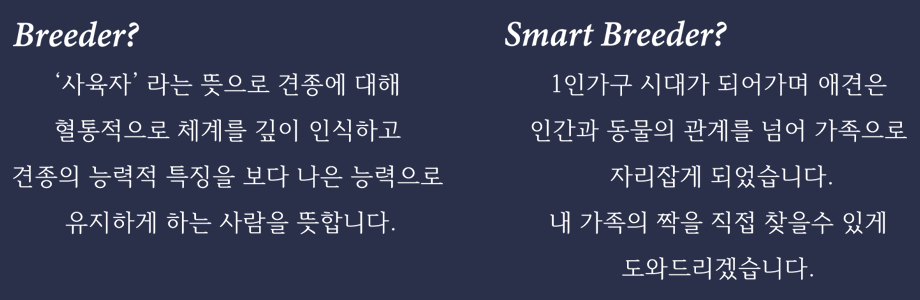 Breeder?
‘사육자’ 라는 뜻으로 견종에 대해
혈통적으로 체계를 깊이 인식하고
견종의 능력적 특징을 보다 나은 능력으로
유지하게 하는 사람을 뜻합니다.
Smart Breeder?
1인가구 시대가 되어가며 애견은
인간과 동물의 관계를 넘어 가족으로
자리잡게 되었습니다.
내 가족의 짝을 직접 찾을수 있게
도와드리겠습니다.